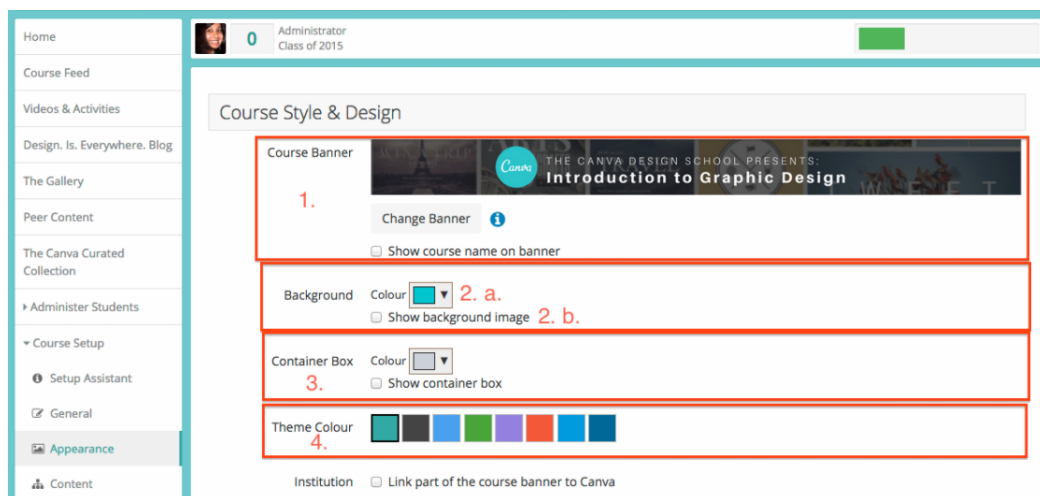 Home
Course Feed
Videos & Activities
Design. Is. Everywhere. Blog
The Gallery
Peer Content
The Canva Curated
Collection
Administer Students
Course Setup
Setup Assistant
General
Appearance
Content
0
Administrator
Class of 2015
Course Style & Design
Course Banner
1.
Canva
THE CANVA DESIGN SCHOOL PRESENTS:
Introduction to Graphic Design
Change Banner
Show course name on banner
Background
Colour
2. a.
Show background image
2. b.
Container Box
3.
Colour
Show container box
Theme Colour
4.
Institution
Link part of the course banner to Canva